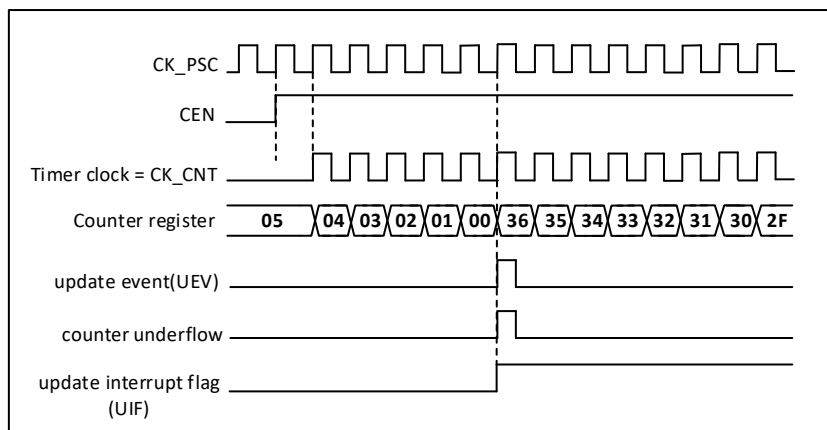 CK_PSC
CEN
Timer clock = CK_CNT
Counter register 05 04 03 02 01 00 36 35 34 33 32 31 30 2F
update event(UEV)
counter underflow
update interrupt flag
(UIF)